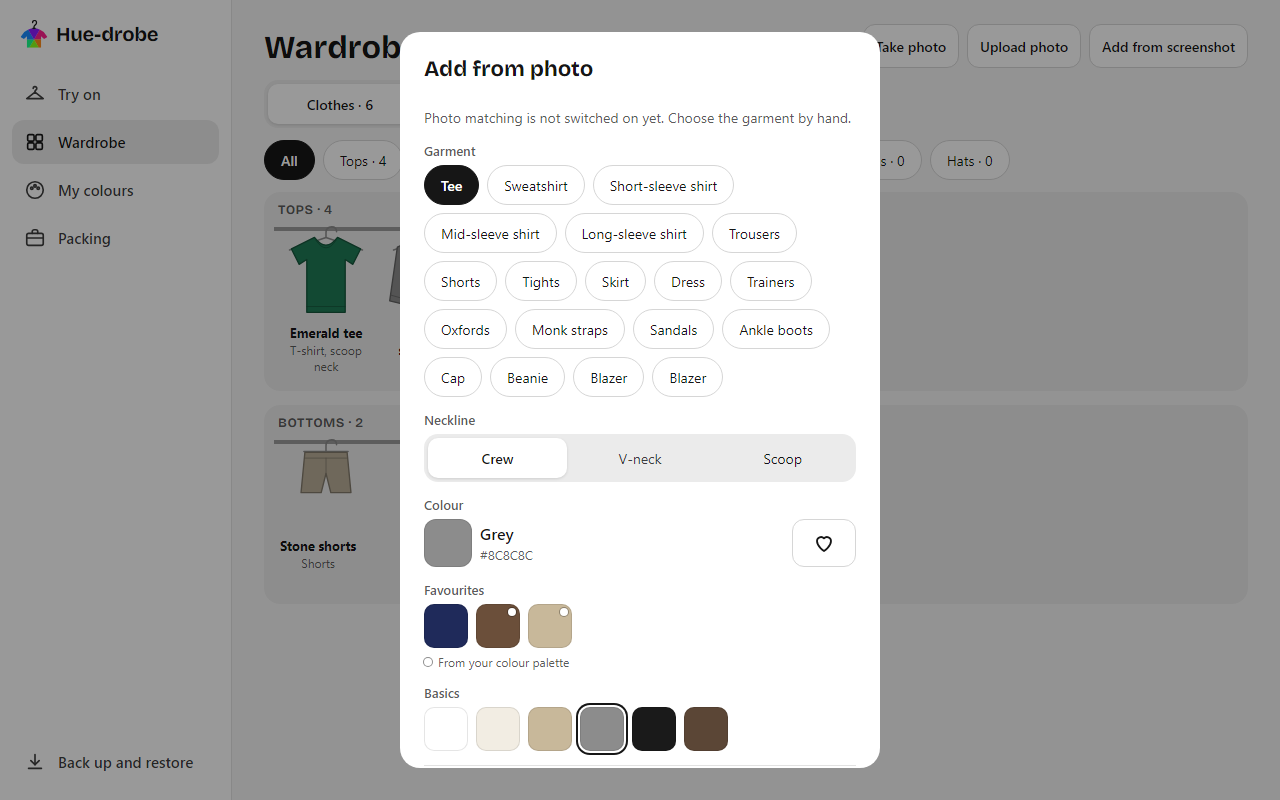 Hue-drobe
Try on
Wardrobe
My colours
Packing
Back up and restore
Wardrob
Take photo
Upload photo
Add from screenshot
Clothes · 6
All
Tops · 4
s · 0
Hats · 0
TOPS · 4
Emerald tee
T-shirt, scoop
neck
BOTTOMS · 2
Stone shorts
Shorts
Add from photo
Photo matching is not switched on yet. Choose the garment by hand.
Garment
Tee
Sweatshirt
Short-sleeve shirt
Mid-sleeve shirt
Long-sleeve shirt
Trousers
Shorts
Tights
Skirt
Dress
Trainers
Oxfords
Monk straps
Sandals
Ankle boots
Cap
Beanie
Blazer
Blazer
Neckline
Crew
V-neck
Scoop
Colour
Grey
#8C8C8C
Favourites
From your colour palette
Basics